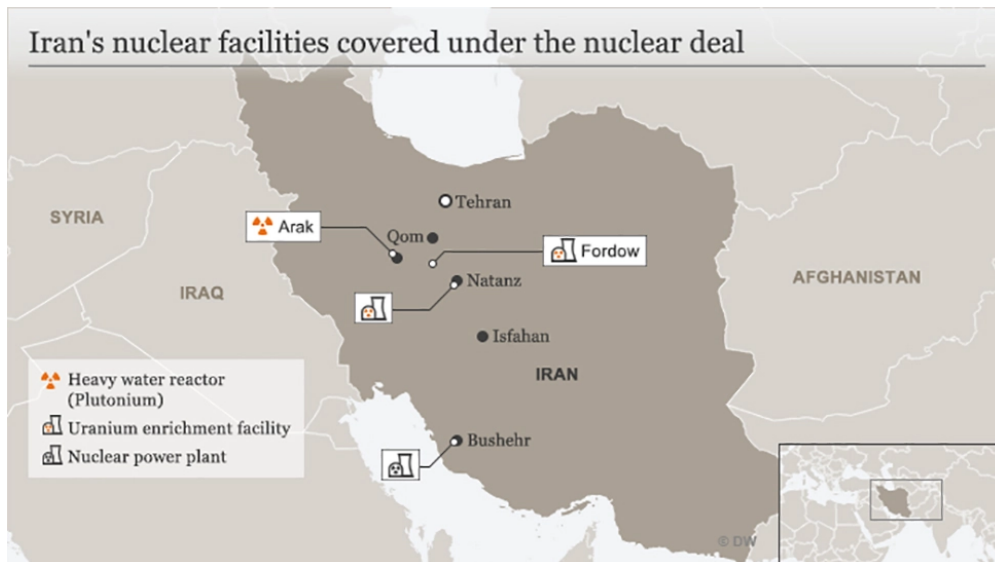 Iran's nuclear facilities covered under the nuclear deal
SYRIA
Tehran
Arak
Qom
Fordow
Natanz
AFGHANISTAN
IRAQ
Isfahan
IRAN
Heavy water reactor
(Plutonium)
Uranium enrichment facility
Nuclear power plant
Bushehr
© DW